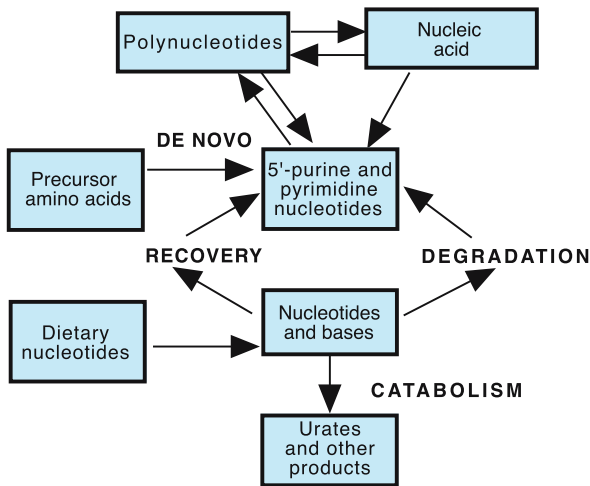 Polynucleotides
Nucleic
acid
DE NOVO
Precursor
amino acids
5'-purine and
pyrimidine
nucleotides
RECOVERY
DEGRADATION
Dietary
nucleotides
Nucleotides
and bases
CATABOLISM
Urates
and other
products